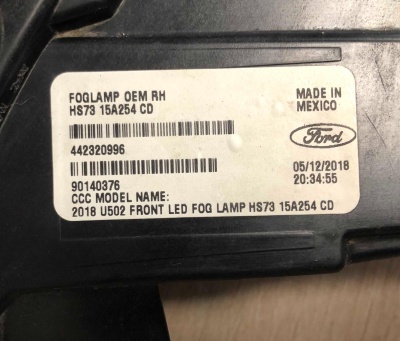 FOGLAMP OEM RH
HS73 15A254 CD
MADE IN
MEXICO
442320996
Ford
90140376
05/12/2018
20:34:55
CCC MODEL NAME:
2018 U502 FRONT LED FOG LAMP HS73 15A254 CD